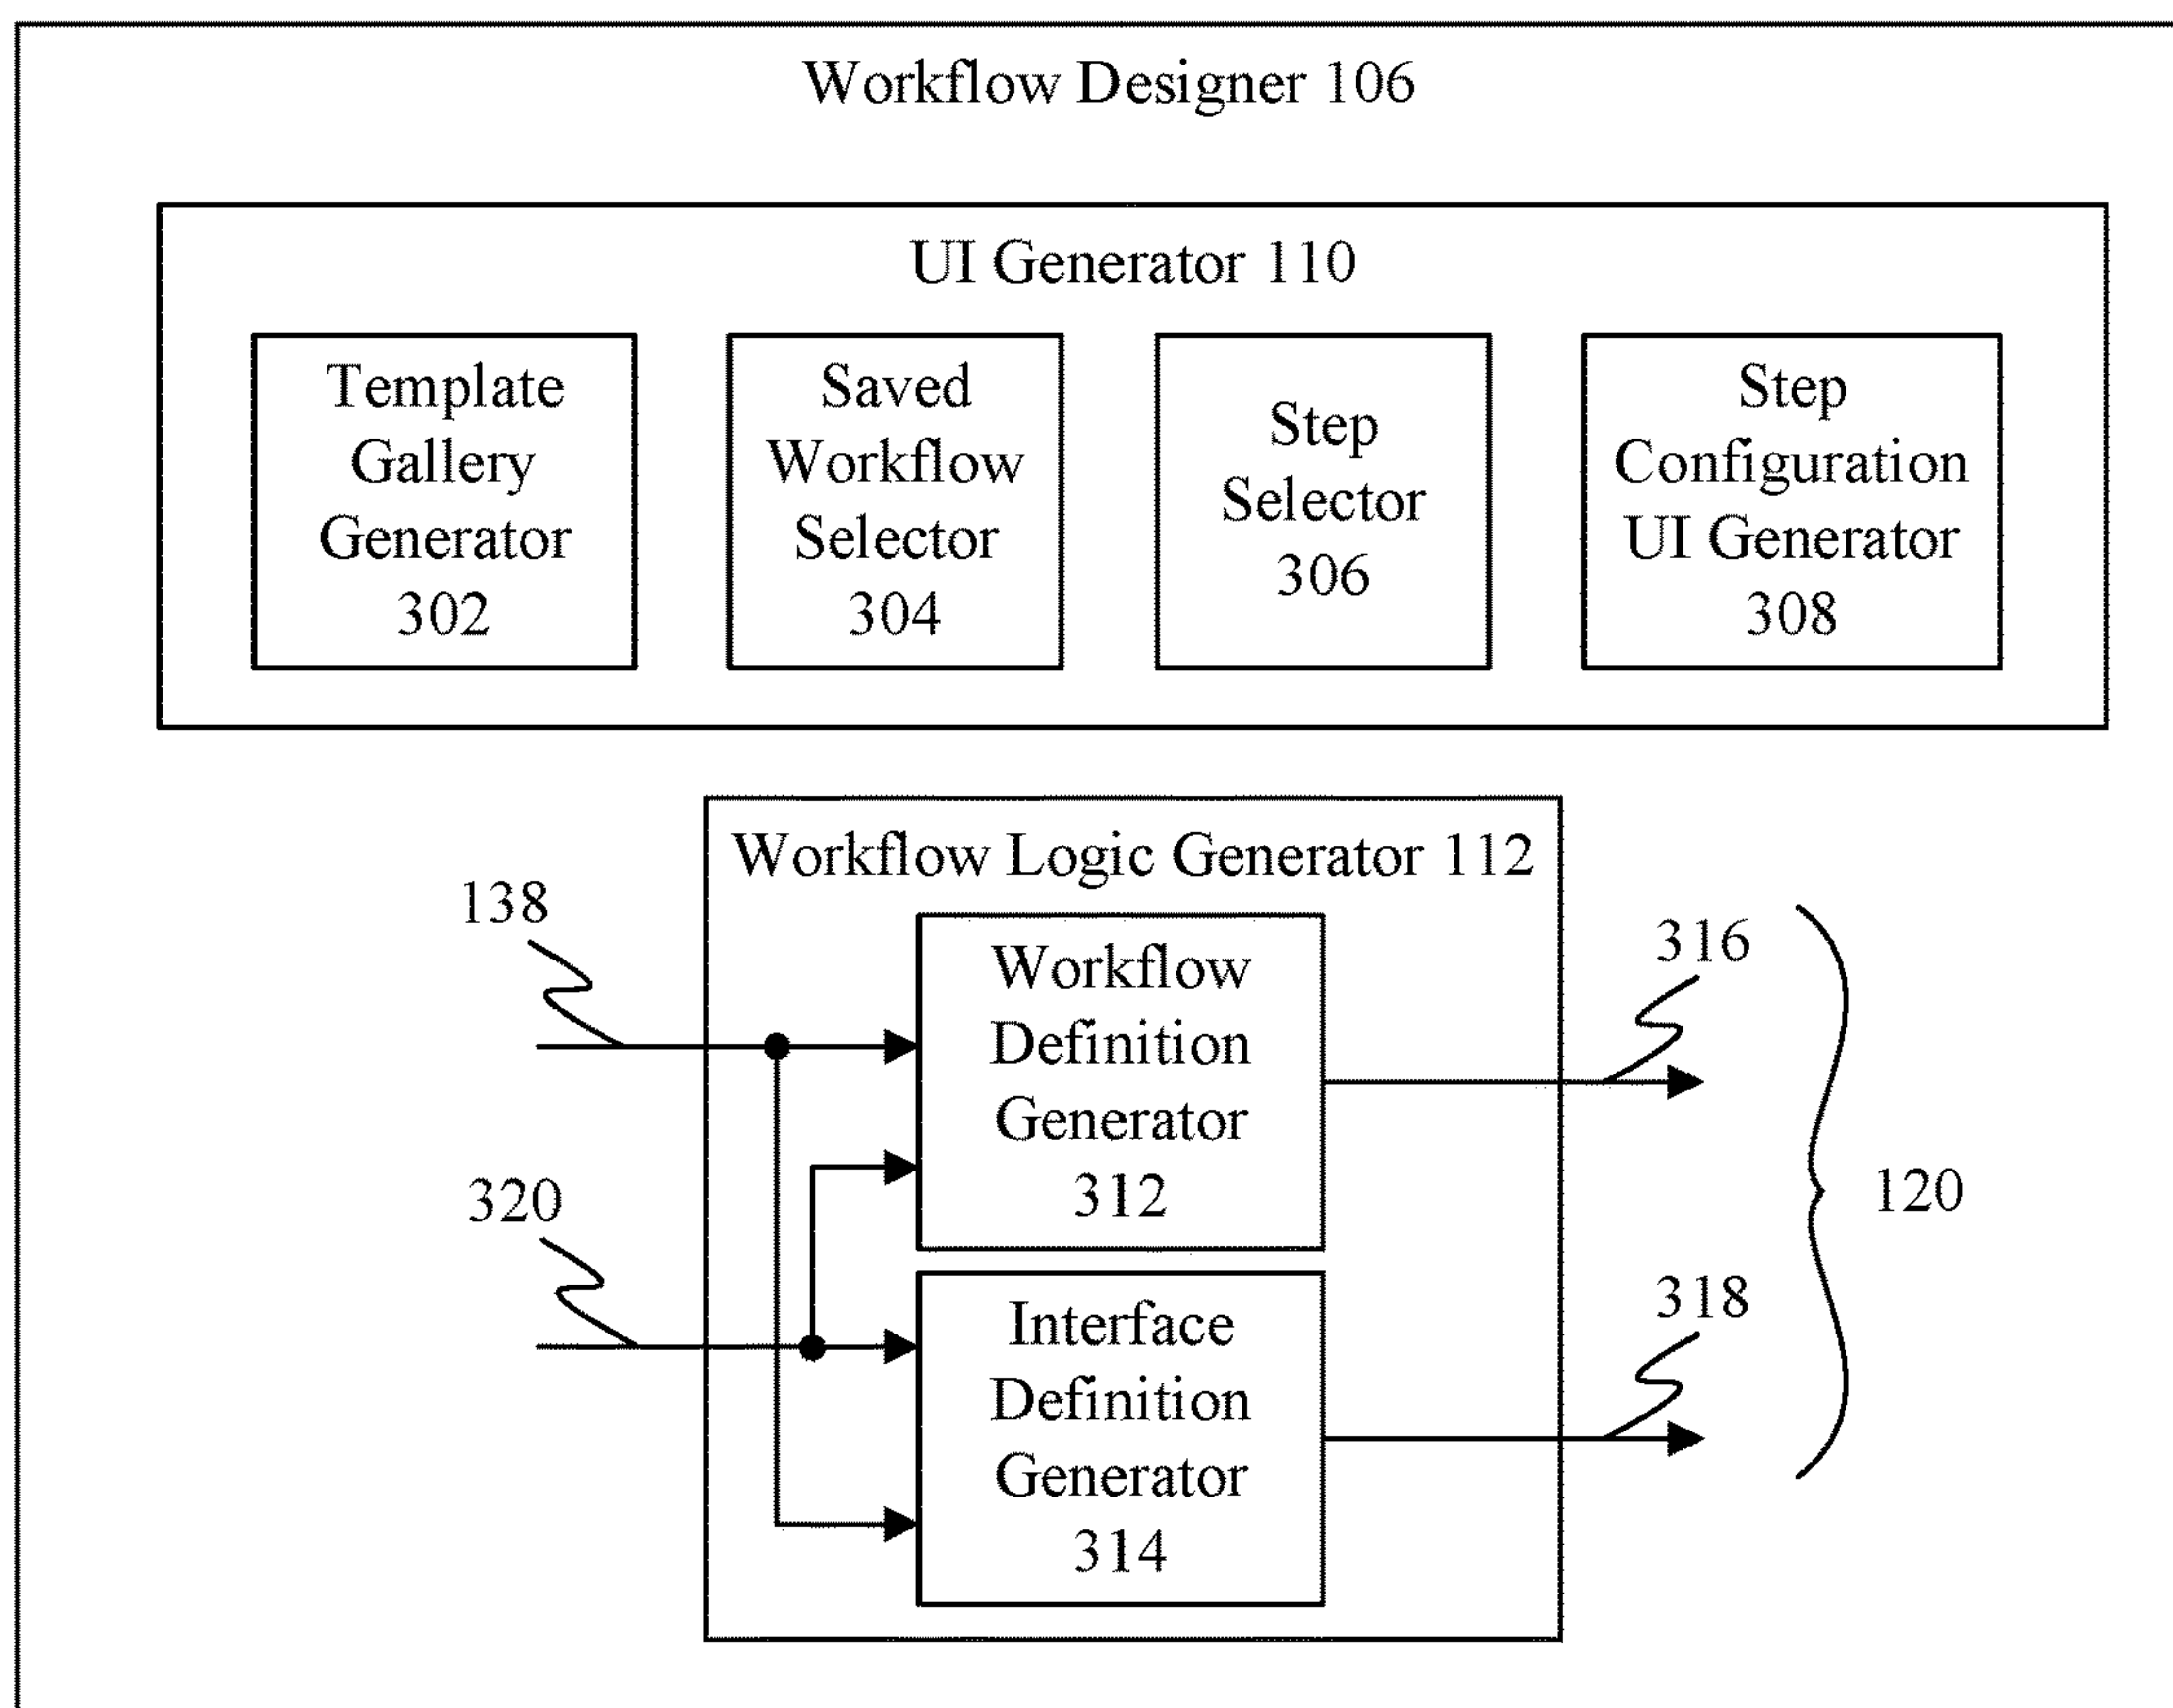 Workflow Designer 106
UI Generator 110
Template
Gallery
Generator
302
Saved
Workflow
Selector
304
Step
Selector
306
Step
Configuration
UI Generator
308
Workflow Logic Generator 112
138
Workflow
Definition
Generator
312
316
320
120
Interface
Definition
Generator
314
318